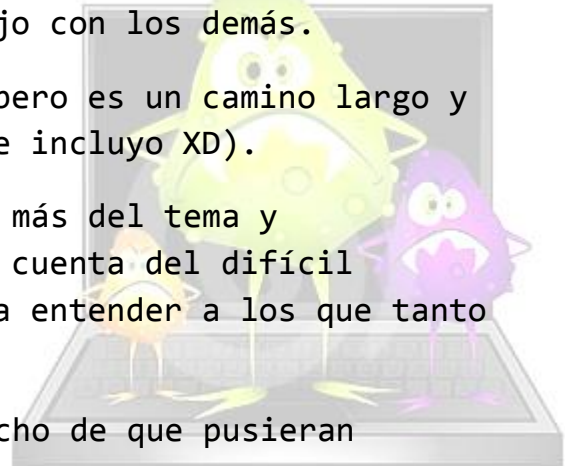 jo con los demás.
pero es un camino largo y
e incluyo XD).
más del tema y
cuenta del difícil
a entender a los que tanto
cho de que pusieran